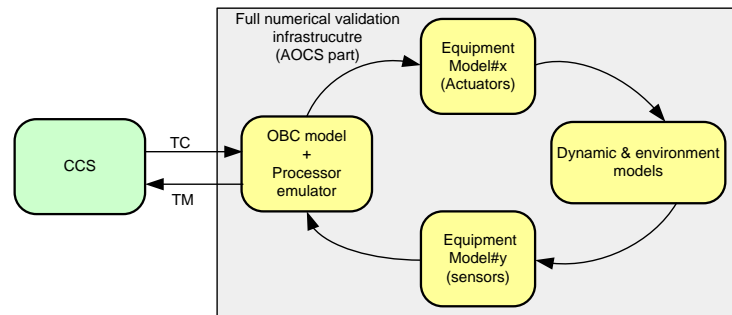 Full numerical validation
infrastrucutre
(AOCS part)
Equipment
Model#x
(Actuators)
CCS
TC
TM
OBC model
+
Processor
emulator
Dynamic & environment
models
Equipment
Model#y
(sensors)